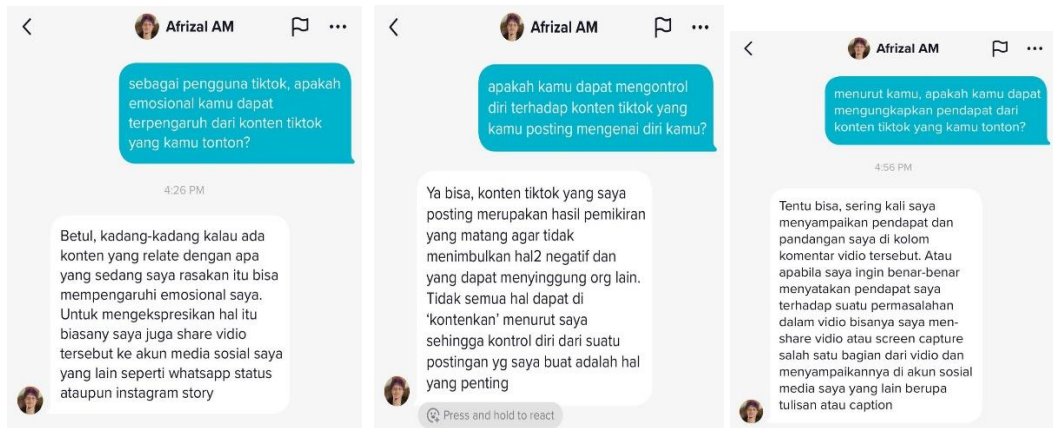 Afrizal AM
sebagai pengguna tiktok, apakah
emosional kamu dapat
terpengaruh dari konten tiktok
yang kamu tonton?
4:26 PM
Betul, kadang-kadang kalau ada
konten yang relate dengan apa
yang sedang saya rasakan itu bisa
mempengaruhi emosional saya.
Untuk mengekspresikan hal itu
biasany saya juga share vidio
tersebut ke akun media sosial saya
yang lain seperti whatsapp status
ataupun instagram story
Afrizal AM
apakah kamu dapat mengontrol
diri terhadap konten tiktok yang
kamu posting mengenai diri kamu?
Ya bisa, konten tiktok yang saya
posting merupakan hasil pemikiran
yang matang agar tidak
menimbulkan hal2 negatif dan
yang dapat menyinggung org lain.
Tidak semua hal dapat di
‘kontenkan’ menurut saya
sehingga kontrol diri dari suatu
postingan yg saya buat adalah hal
yang penting
Press and hold to react
Afrizal AM
menurut kamu, apakah kamu dapat
mengungkapkan pendapat dari
konten tiktok yang kamu tonton?
4:56 PM
Tentu bisa, sering kali saya
menyampaikan pendapat dan
pandangan saya di kolom
komentar vidio tersebut. Atau
apabila saya ingin benar-benar
menyatakan pendapat saya
terhadap suatu permasalahan
dalam vidio bisanya saya men-
share vidio atau screen capture
salah satu bagian dari vidio dan
menyampaikannya di akun sosial
media saya yang lain berupa
tulisan atau caption